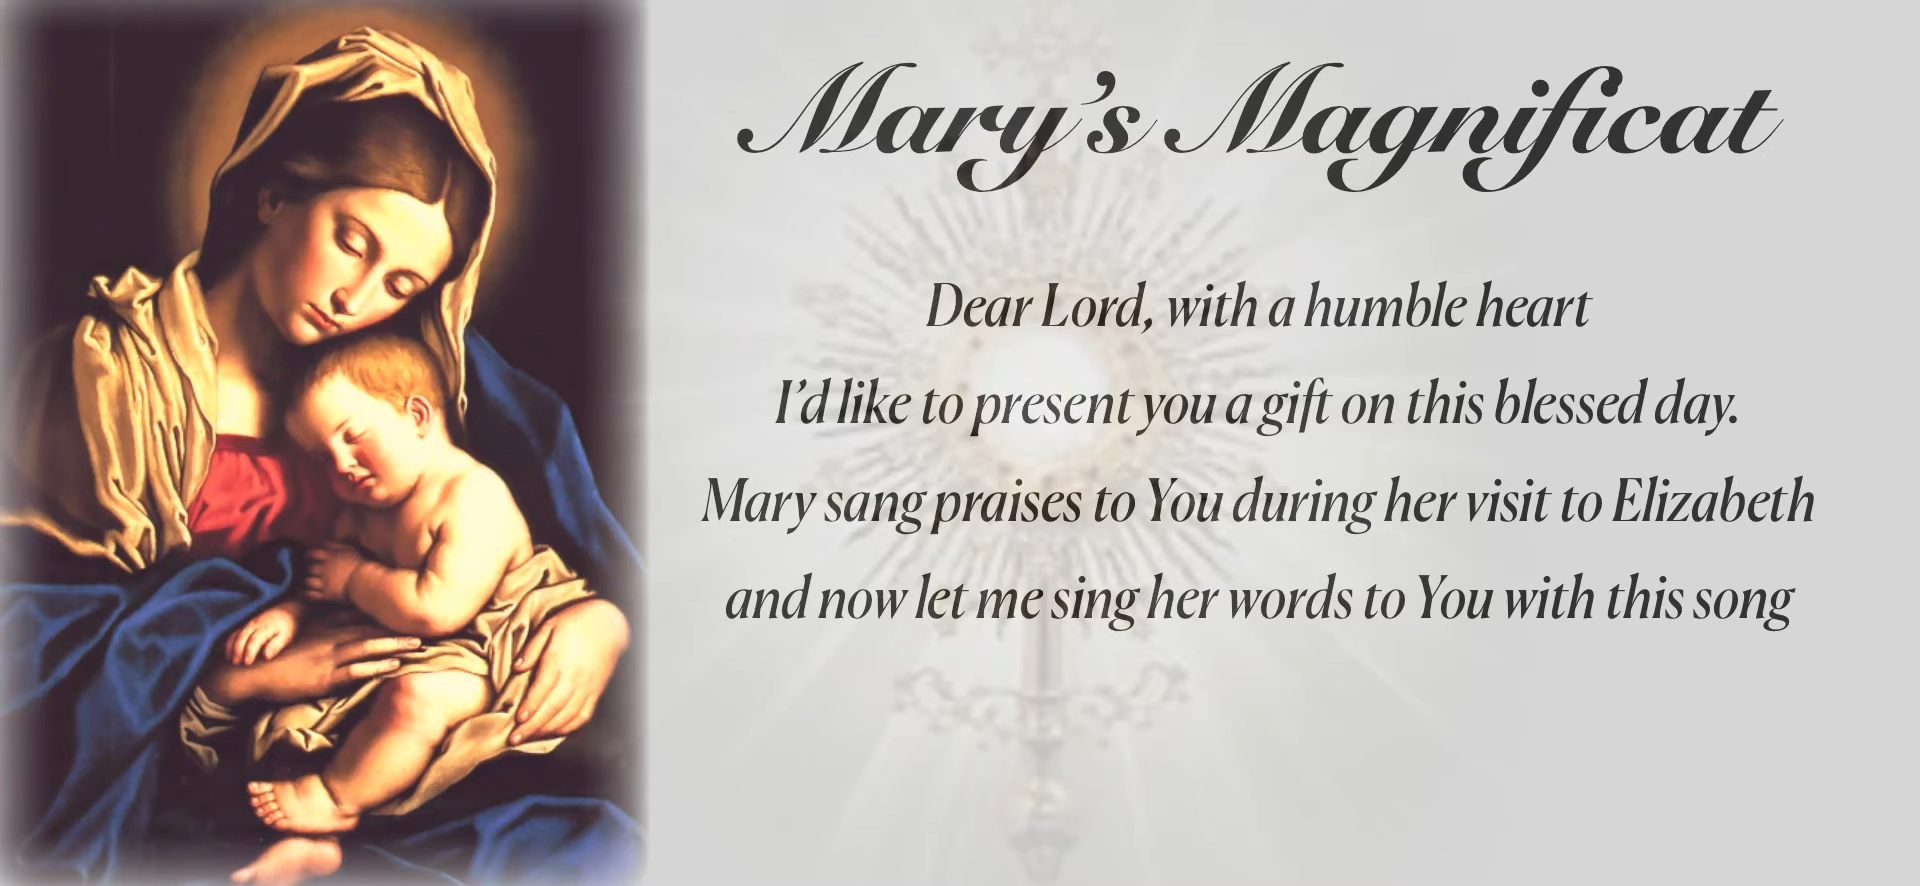 Mary’s Magnificat
Dear Lord, with a humble heart
I’d like to present you a gift on this blessed day.
Mary sang praises to You during her visit to Elizabeth
and now let me sing her words to You with this song